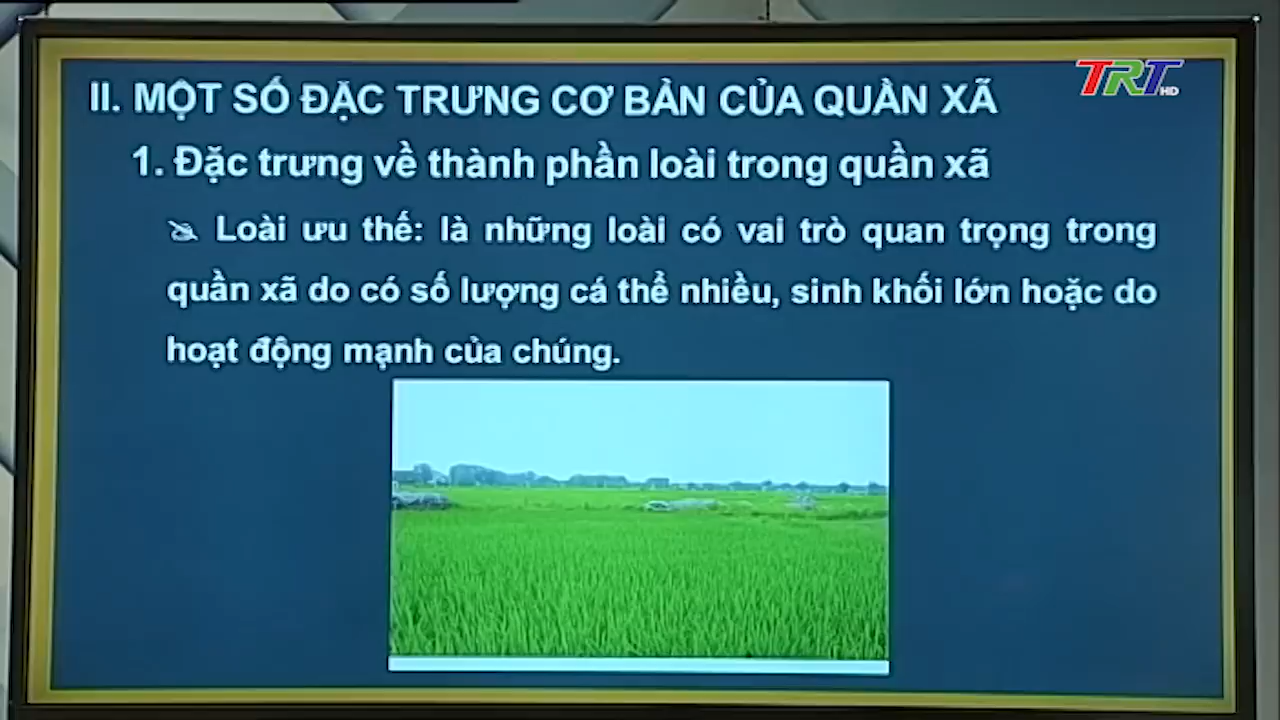 TRT HD
II. MỘT SỐ ĐẶC TRƯNG CƠ BẢN CỦA QUẦN XÃ
1. Đặc trưng về thành phần loài trong quần xã
Loài ưu thế: là những loài có vai trò quan trọng trong
quần xã do có số lượng cá thể nhiều, sinh khối lớn hoặc do
hoạt động mạnh của chúng.